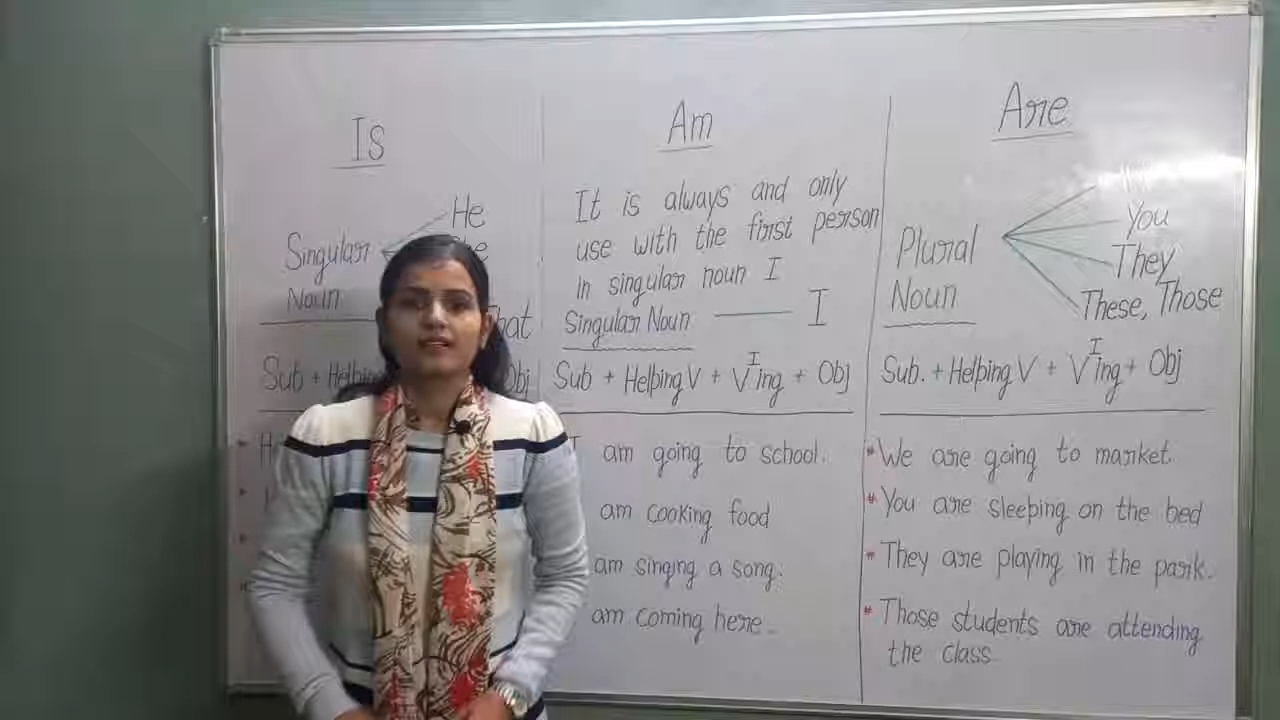 Is
He
Singular
Noun
That
Sub + Helping
Obj
Am
It is always and only
use with the first person
in singular noun I
Singular Noun — I
Sub + Helping V + V I ing + Obj
I am going to school.
am cooking food
am singing a song.
am coming here.
Are
Plural
Noun
You
They
These, Those
Sub. + Helping V + V I ing + Obj
* We are going to market.
* You are sleeping on the bed
* They are playing in the park.
* Those students are attending
the class